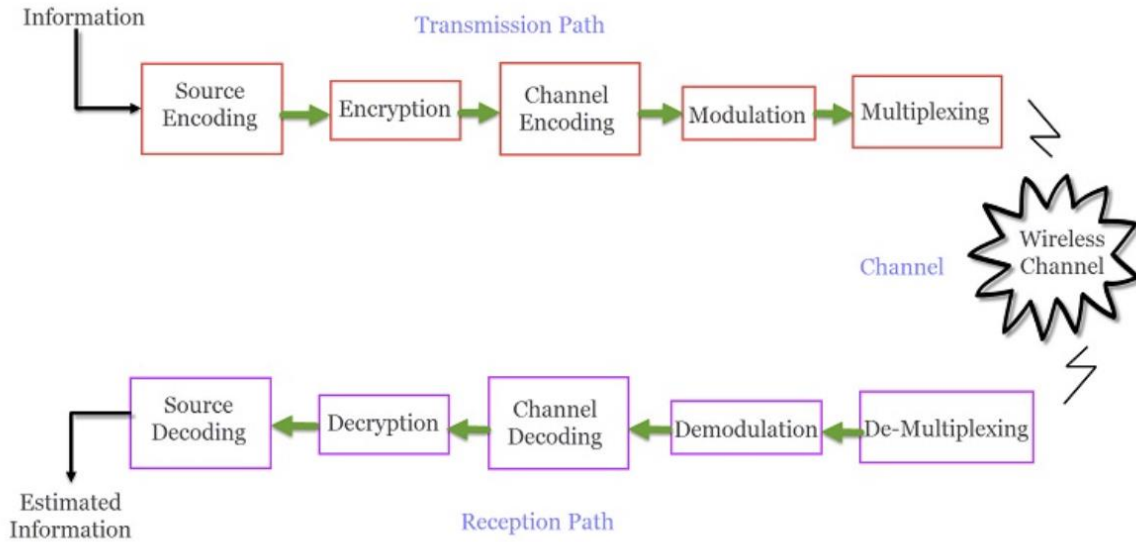 Information
Transmission Path
Source
Encoding
Encryption
Channel
Encoding
Modulation
Multiplexing
Wireless
Channel
Channel
De-Multiplexing
Demodulation
Channel
Decoding
Decryption
Source
Decoding
Estimated
Information
Reception Path